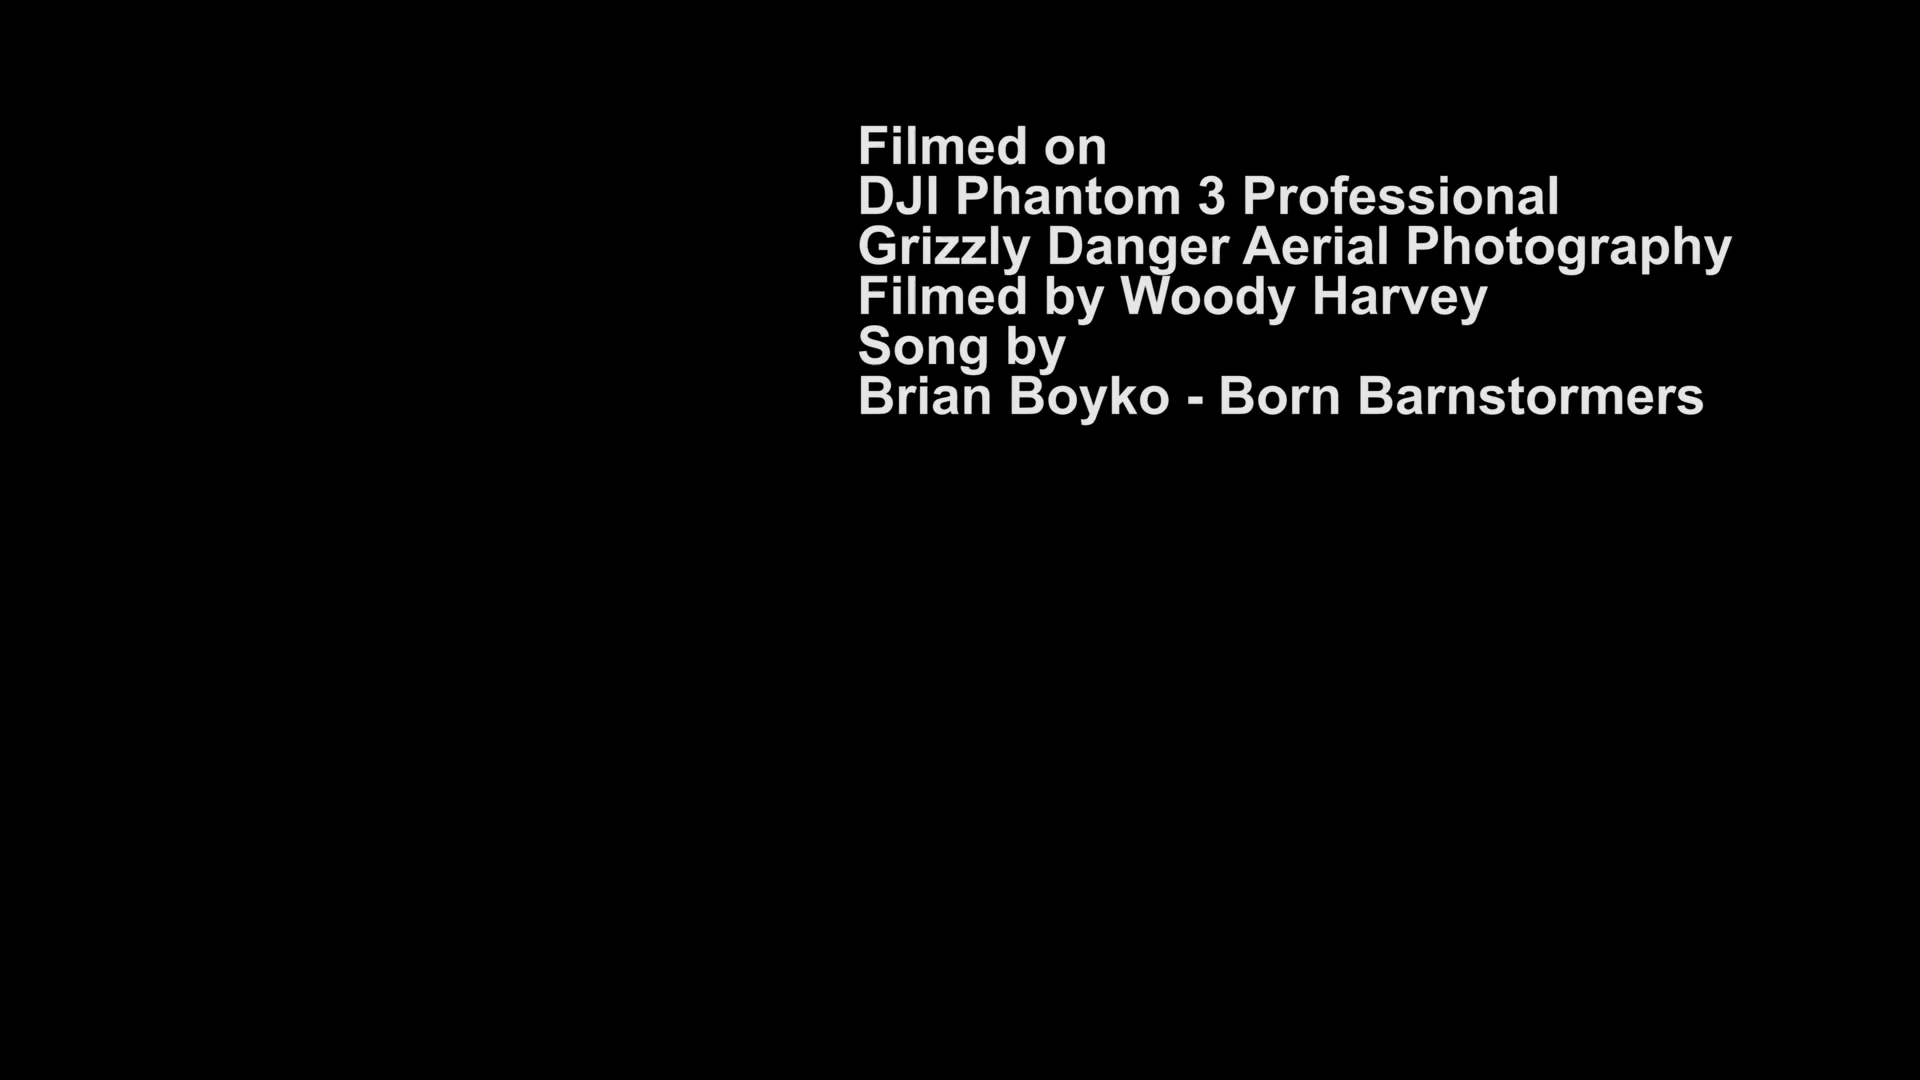 Filmed on
DJI Phantom 3 Professional
Grizzly Danger Aerial Photography
Filmed by Woody Harvey
Song by
Brian Boyko - Born Barnstormers